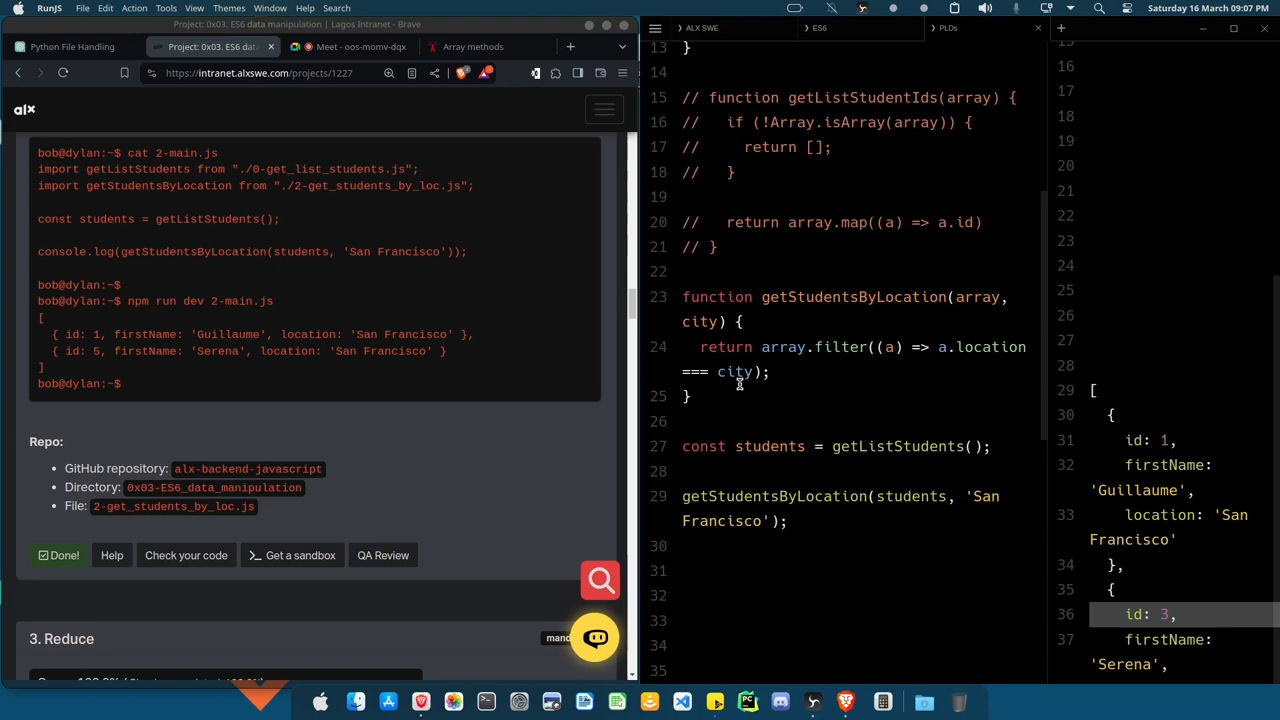 RunJS File Edit Actions Tools View Themes Window Help
Saturday 16 March 09:07 PM
Project: 0x03. ES6 data manipulation | Lagos Intranet - Brave
Python File Handling
Project: 0x03. ES6 data
Meet - oos-momv-dqx
Array methods
https://intranet.alxswe.com/projects/1227
alx
bob@dylan:~$ cat 2-main.js
import getListStudents from "./0-get_list_students.js";
import getStudentsByLocation from "./2-get_students_by_loc.js";
const students = getListStudents();
console.log(getStudentsByLocation(students, 'San Francisco'));
bob@dylan:~$
bob@dylan:~$ npm run dev 2-main.js
[
{ id: 1, firstName: 'Guillaume', location: 'San Francisco' },
{ id: 5, firstName: 'Serena', location: 'San Francisco' }
]
bob@dylan:~$
Repo:
• GitHub repository: alx-backend-javascript
• Directory: 0x03-ES6_data_manipulation
• File: 2-get_students_by_loc.js
Done! Help Check your code >_ Get a sandbox QA Review
3. Reduce
ALX SWE
ES6
PLDs
13 }
14
15 // function getListStudentIds(array) {
16 // if (!Array.isArray(array)) {
17 // return [];
18 // }
19
20 // return array.map((a) => a.id)
21 // }
22
23 function getStudentsByLocation(array,
city) {
24 return array.filter((a) => a.location
=== city);
25 }
26
27 const students = getListStudents();
28
29 getStudentsByLocation(students, 'San
Francisco');
30
31
32
33
34
35
15
16
17
18
19
20
21
22
23
24
25
26
27
28
29 [
30 {
31 id: 1,
32 firstName:
'Guillaume',
33 location: 'San
Francisco'
34 },
35 {
36 id: 3,
37 firstName:
'Serena',